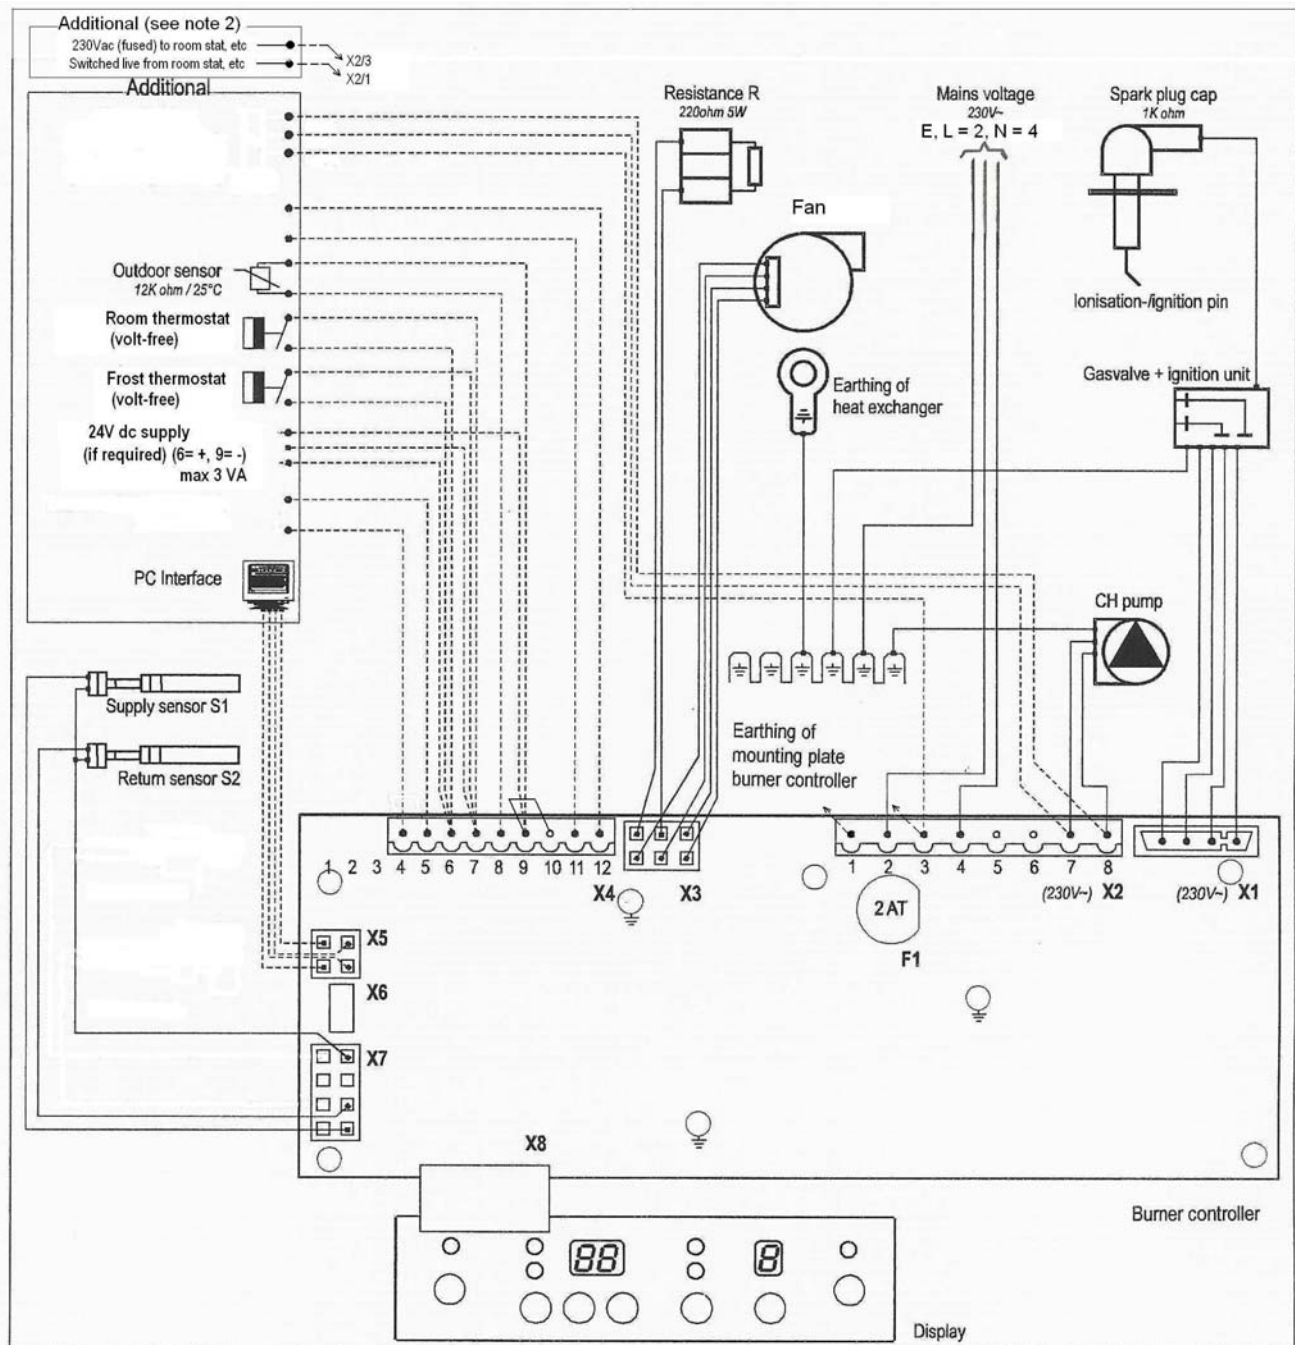 Additional (see note 2)
230Vac (fused) to room stat, etc
X2/3
Switched live from room stat, etc
X2/1
Additional
Resistance R
220ohm 5W
Mains voltage
230V~
E, L = 2, N = 4
Spark plug cap
1K ohm
Fan
Outdoor sensor
12K ohm / 25°C
Ionisation-/ignition pin
Room thermostat
(volt-free)
Gasvalve + ignition unit
Frost thermostat
(volt-free)
Earthing of
heat exchanger
24V dc supply
(if required) (6= +, 9= -)
max 3 VA
PC Interface
CH pump
Supply sensor S1
Return sensor S2
Earthing of
mounting plate
burner controller
1 2 3 4 5 6 7 8 9 10 11 12
X4
X3
1 2 3 4 5 6 7 8
(230V~) X2
(230V~) X1
2AT
F1
X5
X6
X7
X8
Burner controller
88
8
Display